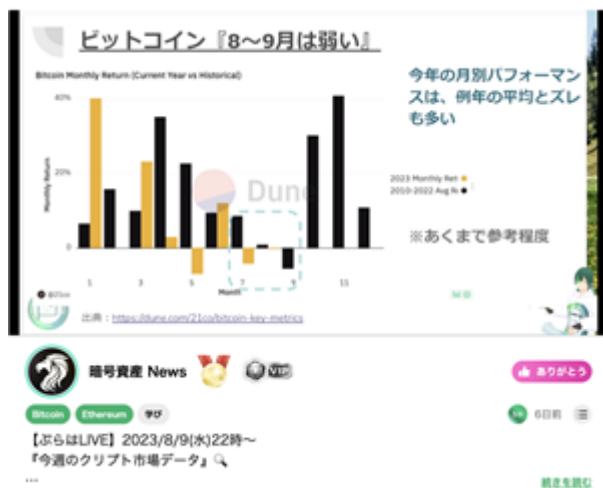 ビットコイン『8〜9月は弱い』
Bitcoin Monthly Return (Current Year vs Historical)
今年の月別パフォーマン
スは、例年の平均とズレ
も多い
40%
20%
0
Monthly Return
Dune
2023 Monthly Ret
2010-2022 Aug
※あくまで参考程度
1 3 5 7 9 11
Month
出典：https://dune.com/21co/bitcoin-key-metrics
暗号資産 News
VIP
ありがとう
Bitcoin Ethereum 学び
6日前
【ぷらはLIVE】2023/8/9(水)22時〜
『今週のクリプト市場データ』
...
続きを読む